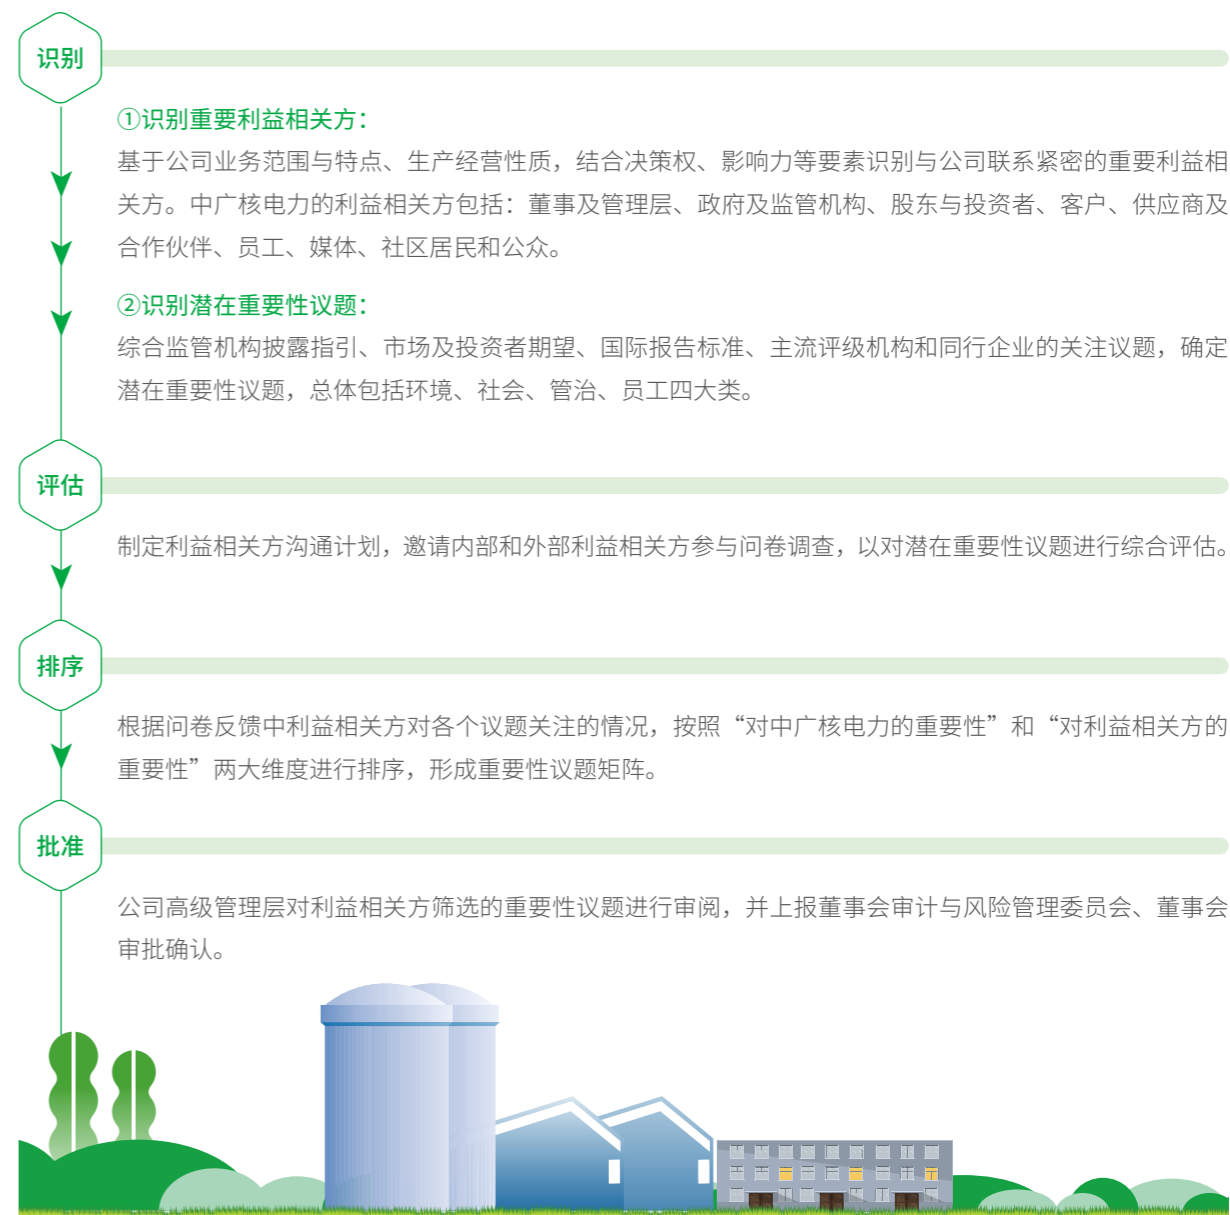 识别
①识别重要利益相关方：
基于公司业务范围与特点、生产经营性质，结合决策权、影响力等要素识别与公司联系紧密的重要利益相
关方。中广核电力的利益相关方包括：董事及管理层、政府及监管机构、股东与投资者、客户、供应商及
合作伙伴、员工、媒体、社区居民和公众。
②识别潜在重要性议题：
综合监管机构披露指引、市场及投资者期望、国际报告标准、主流评级机构和同行企业的关注议题，确定
潜在重要性议题，总体包括环境、社会、管治、员工四大类。
评估
制定利益相关方沟通计划，邀请内部和外部利益相关方参与问卷调查，以对潜在重要性议题进行综合评估。
排序
根据问卷反馈中利益相关方对各个议题关注的情况，按照“对中广核电力的重要性”和“对利益相关方的
重要性”两大维度进行排序，形成重要性议题矩阵。
批准
公司高级管理层对利益相关方筛选的重要性议题进行审阅，并上报董事会审计与风险管理委员会、董事会
审批确认。